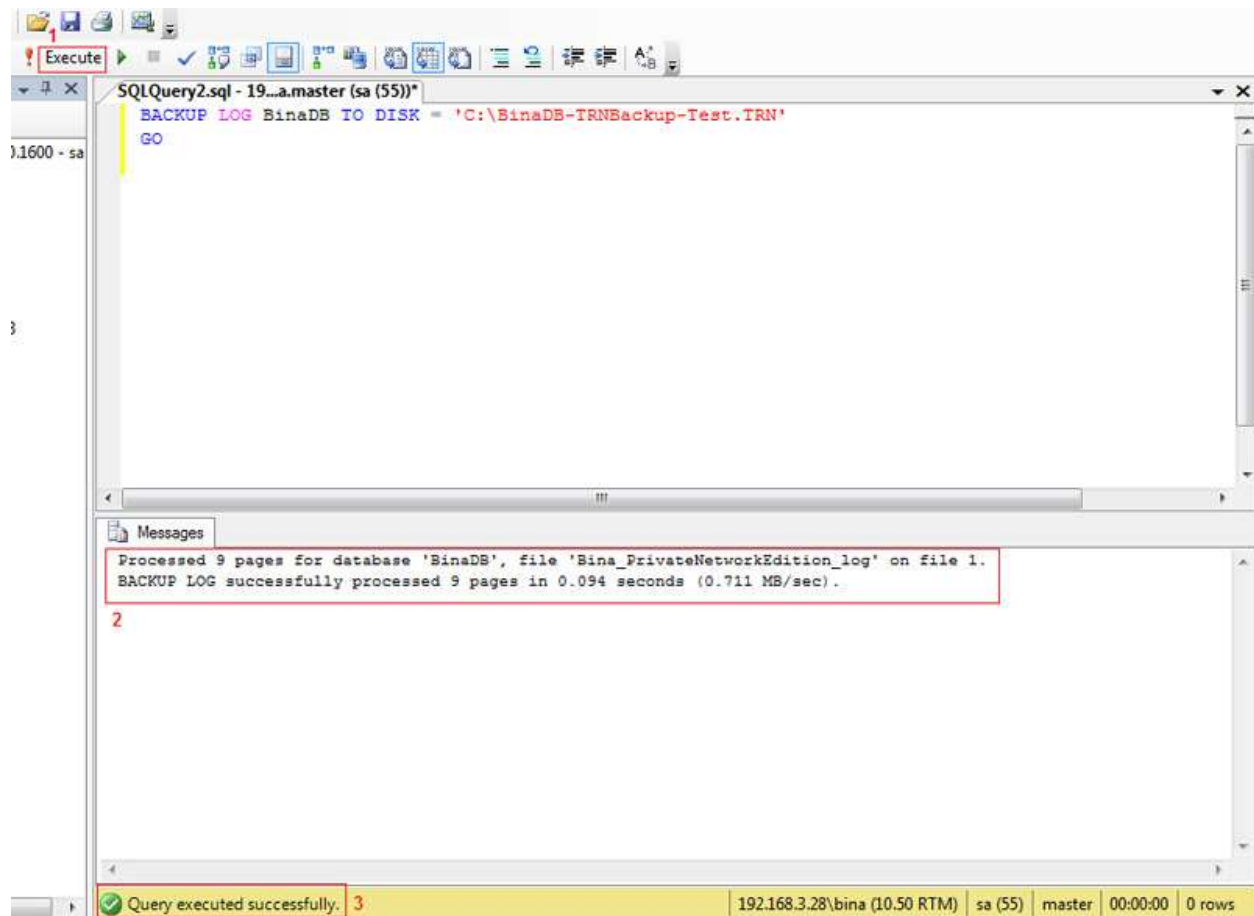 1
Execute
SQLQuery2.sql - 19...a.master (sa (55))*
BACKUP LOG BinaDB TO DISK = 'C:\BinaDB-TRNBackup-Test.TRN'
GO
).1600 - sa
Messages
Processed 9 pages for database 'BinaDB', file 'Bina_PrivateNetworkEdition_log' on file 1.
BACKUP LOG successfully processed 9 pages in 0.094 seconds (0.711 MB/sec).
2
Query executed successfully. 3 192.168.3.28\bina (10.50 RTM) sa (55) master 00:00:00 0 rows